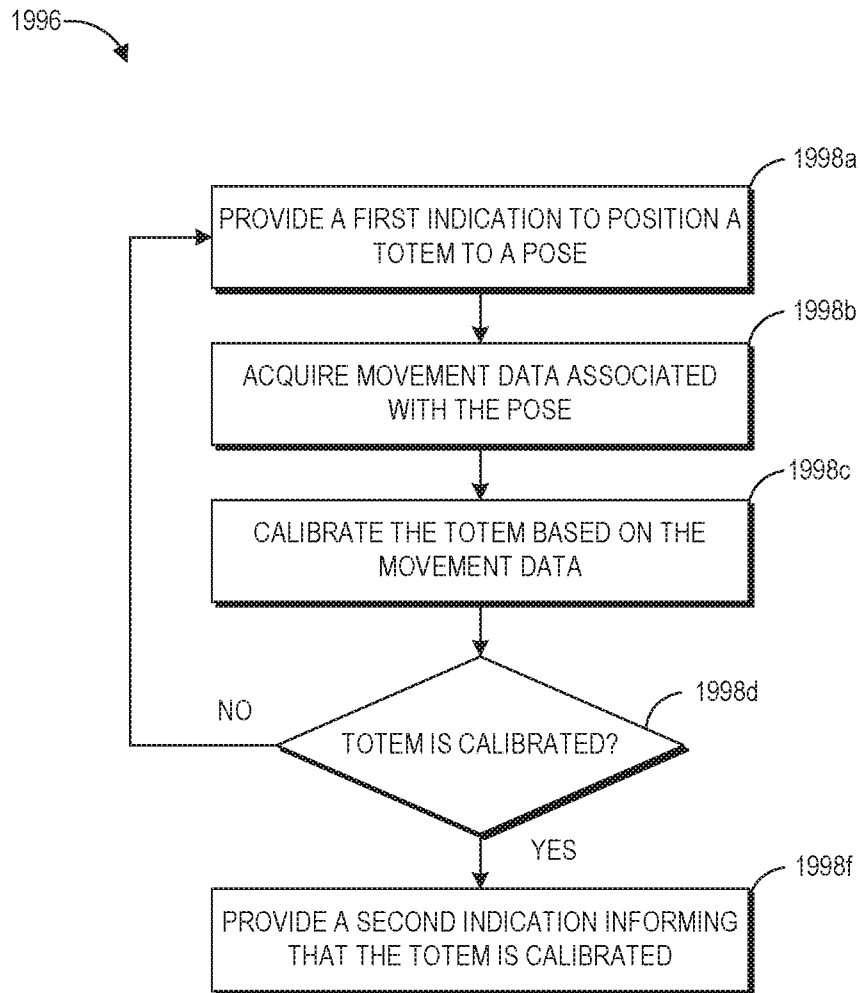 1996
1998a
PROVIDE A FIRST INDICATION TO POSITION A
TOTEM TO A POSE
1998b
ACQUIRE MOVEMENT DATA ASSOCIATED
WITH THE POSE
1998c
CALIBRATE THE TOTEM BASED ON THE
MOVEMENT DATA
1998d
NO
TOTEM IS CALIBRATED?
YES
1998f
PROVIDE A SECOND INDICATION INFORMING
THAT THE TOTEM IS CALIBRATED